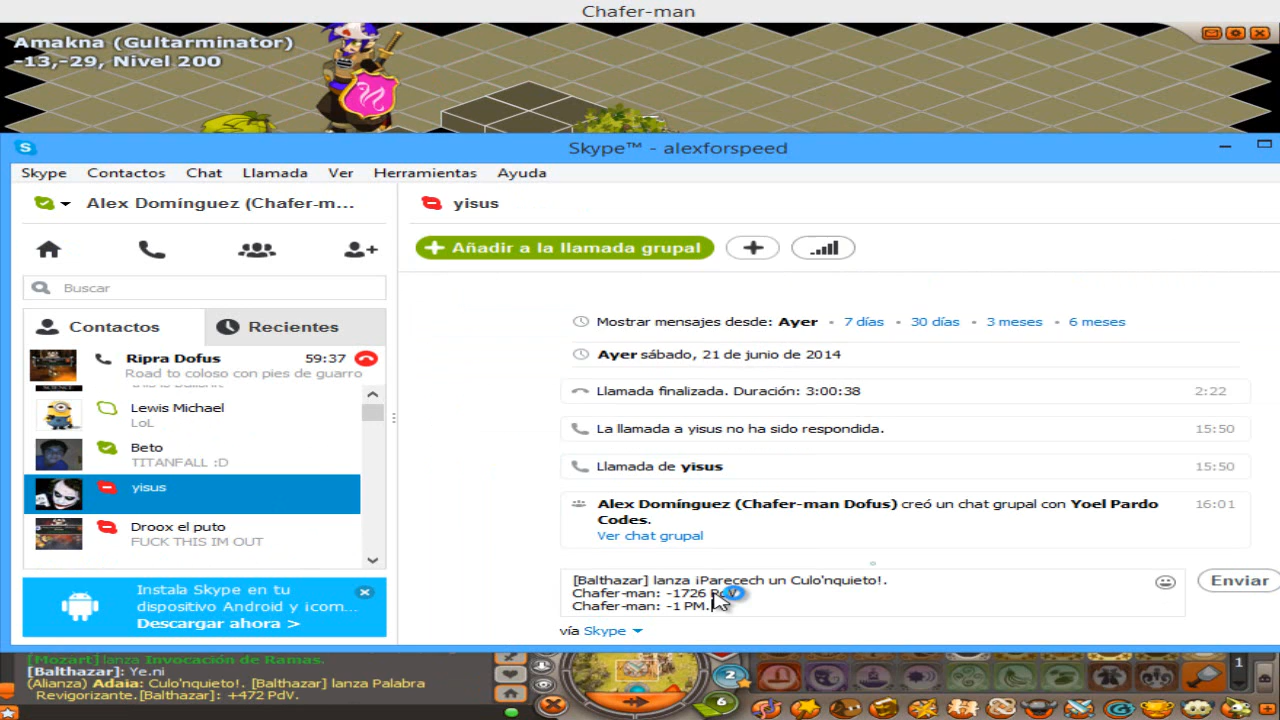 Chafer-man
Amakna (Gultarminator)
-13,-29, Nivel 200
Skype™ - alexforspeed
Skype Contactos Chat Llamada Ver Herramientas Ayuda
Alex Domínguez (Chafer-m...
yisus
Añadir a la llamada grupal
Buscar
Contactos
Recientes
Ripra Dofus 59:37
Road to coloso con pies de guarro
Lewis Michael
LoL
Beto
TITANFALL :D
yisus
Droox el puto
FUCK THIS IM OUT
Instala Skype en tu
dispositivo Android y ¡com...
Descargar ahora >
Mostrar mensajes desde: Ayer • 7 días • 30 días • 3 meses • 6 meses
Ayer sábado, 21 de junio de 2014
Llamada finalizada. Duración: 3:00:38 2:22
La llamada a yisus no ha sido respondida. 15:50
Llamada de yisus 15:50
Alex Domínguez (Chafer-man Dofus) creó un chat grupal con Yoel Pardo 16:01
Codes.
Ver chat grupal
[Balthazar] lanza ¡Parecech un Culo'nquieto!.
Chafer-man: -1726 PdV
Chafer-man: -1 PM.
Enviar
vía Skype
[Mozart] lanza Invocación de Ramas.
[Balthazar]: Ye.ni
(Alianza) Adaia: Culo'nquieto!. [Balthazar] lanza Palabra
Revigorizante.[Balthazar]: +472 PdV.
2
6
1